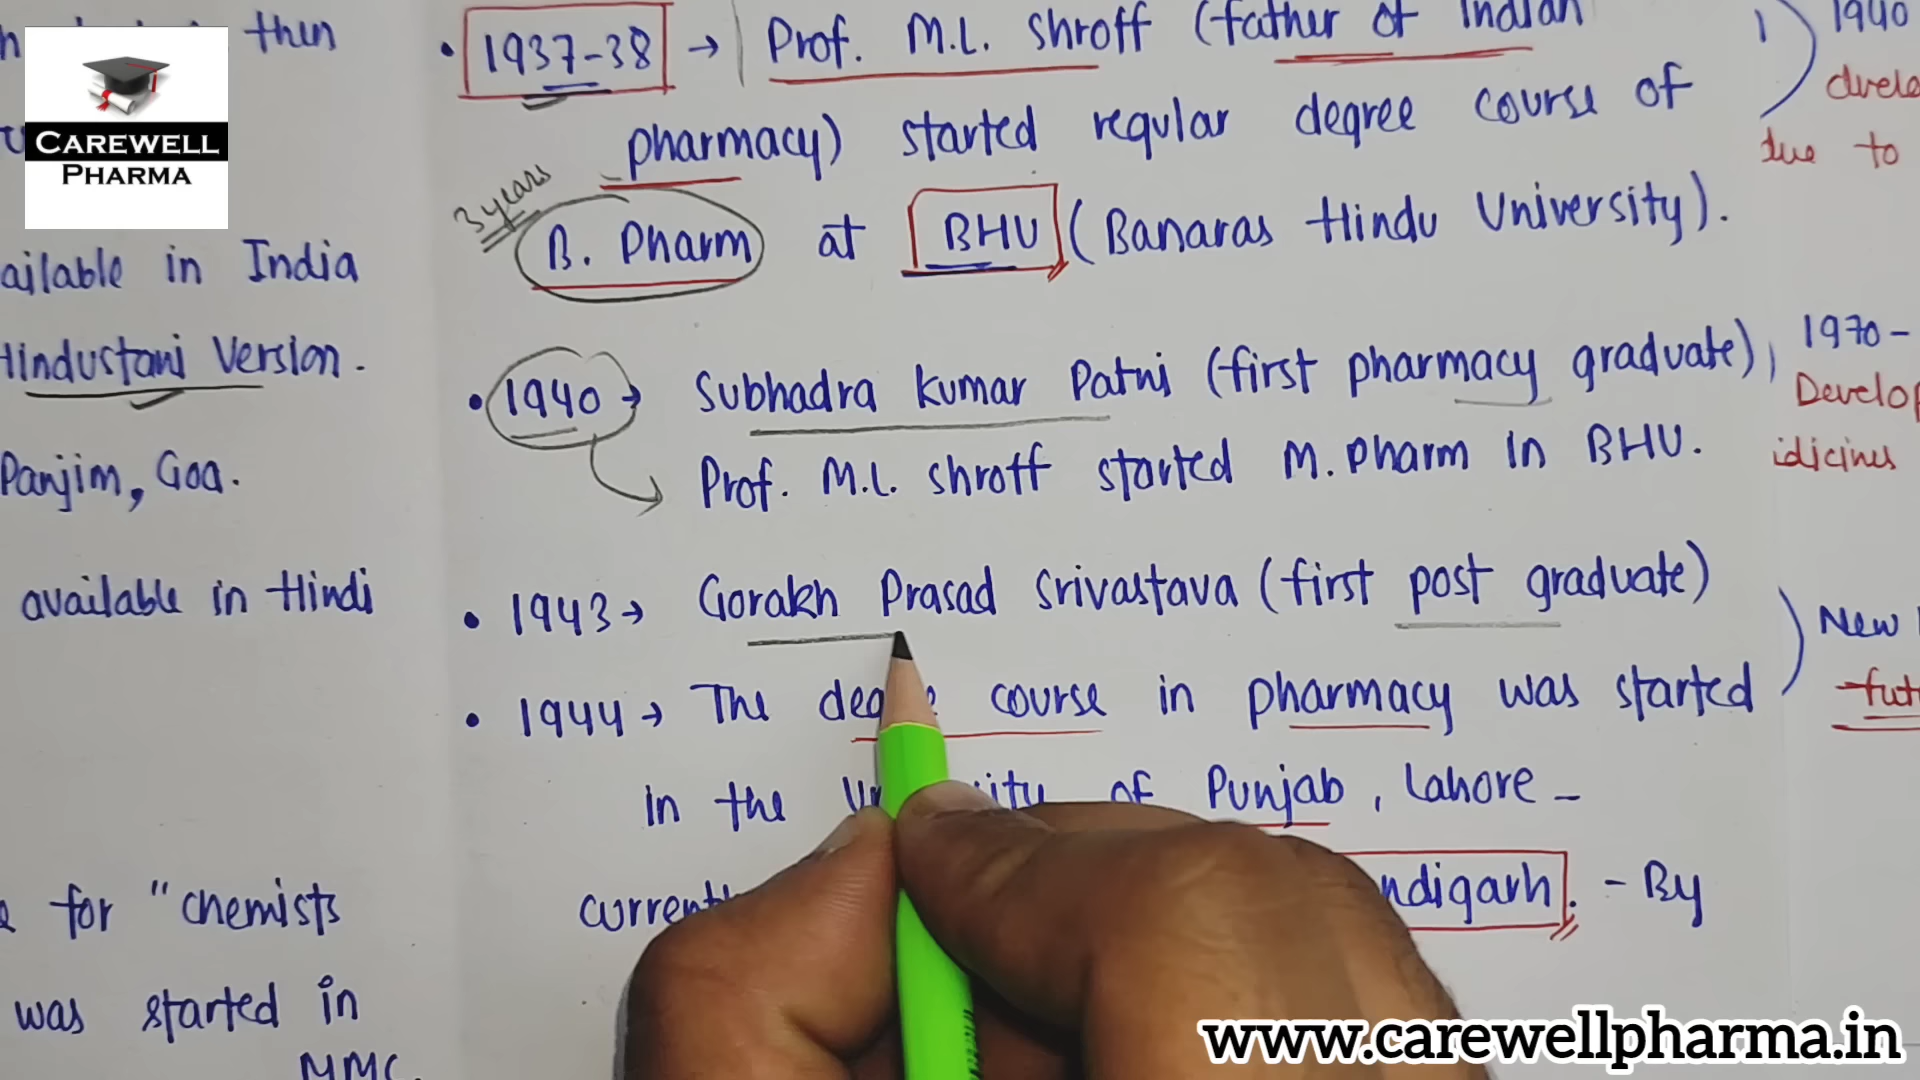 then
CAREWELL
PHARMA
ailable in India
Hindustani Version.
Panjim, Goa.
available in Hindi
for "chemists
was started in
MMC.
• 1937-38 → Prof. M.L. Shroff (father of Indian
pharmacy) started regular degree course of
3 years
B. Pharm at BHU (Banaras Hindu University).
• 1940 → Subhadra Kumar Patni (first pharmacy graduate),
Prof. M.L. Shroff started M. Pharm in BHU.
• 1943 → Gorakh Prasad Srivastava (first post graduate)
• 1944 → The course in pharmacy was started
in the of Punjab, Lahore -
ndigarh. - By
1940
due to
1970 -
Develop
idicines
New
www.carewellpharma.in